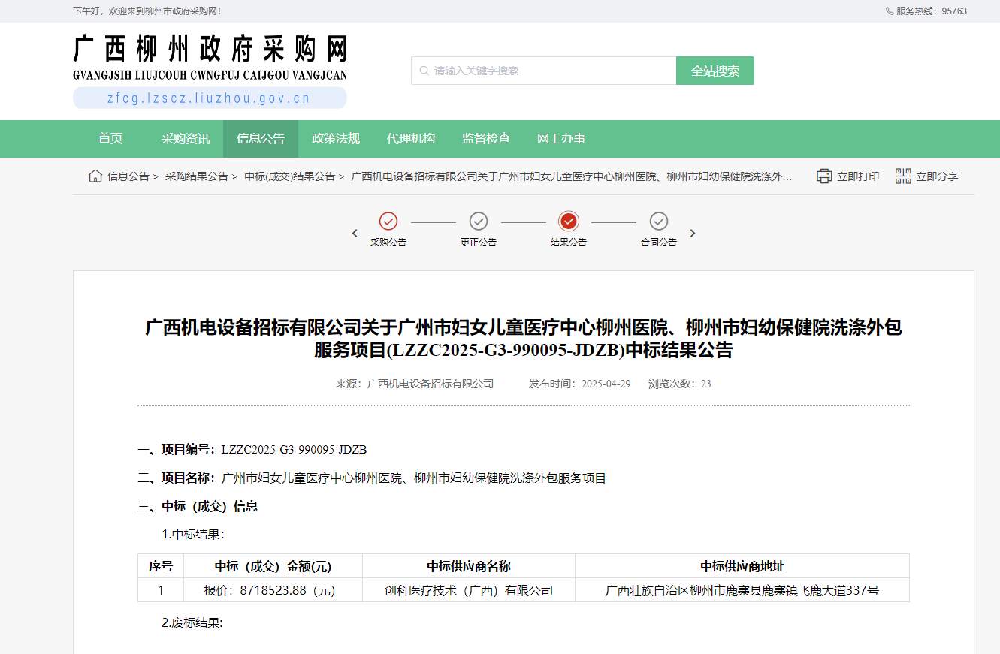 下午好，欢迎来到柳州市政府采购网！
服务热线：95763
广西柳州政府采购网
GVANGJSIH LIUJCOUH CWNGFUJ CAIJGOU VANGJCAN
zfcg.lzscz.liuzhou.gov.cn
请输入关键字搜索
全站搜索
首页 采购资讯 信息公告 政策法规 代理机构 监督检查 网上办事
信息公告 > 采购结果公告 > 中标(成交)结果公告 > 广西机电设备招标有限公司关于广州市妇女儿童医疗中心柳州医院、柳州市妇幼保健院洗涤外... 立即打印 立即分享
采购公告 更正公告 结果公告 合同公告
广西机电设备招标有限公司关于广州市妇女儿童医疗中心柳州医院、柳州市妇幼保健院洗涤外包
服务项目(LZZC2025-G3-990095-JDZB)中标结果公告
来源：广西机电设备招标有限公司 发布时间：2025-04-29 浏览次数：23
一、项目编号：LZZC2025-G3-990095-JDZB
二、项目名称：广州市妇女儿童医疗中心柳州医院、柳州市妇幼保健院洗涤外包服务项目
三、中标（成交）信息
1.中标结果：
序号 中标（成交）金额(元) 中标供应商名称 中标供应商地址
1 报价：8718523.88（元） 创科医疗技术（广西）有限公司 广西壮族自治区柳州市鹿寨县鹿寨镇飞鹿大道337号
2.废标结果: